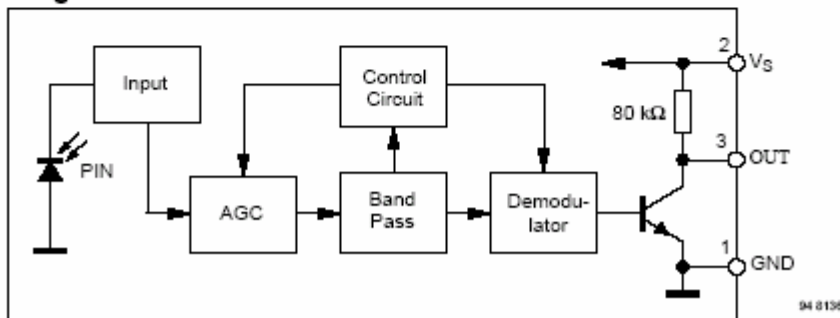 Input
Control
Circuit
2
VS
80 kΩ
3
OUT
PIN
AGC
Band
Pass
Demodu-
lator
1
GND
94 8136